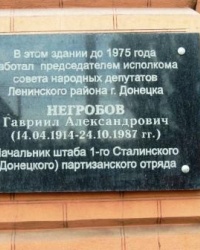 В этом здании до 1975 года
работал председателем исполкома
совета народных депутатов
Ленинского района г. Донецка
НЕГРОБОВ
Гавриил Александрович
(14.04.1914-24.10.1987 гг.)
Начальник штаба 1-го Сталинского
(Донецкого) партизанского отряда